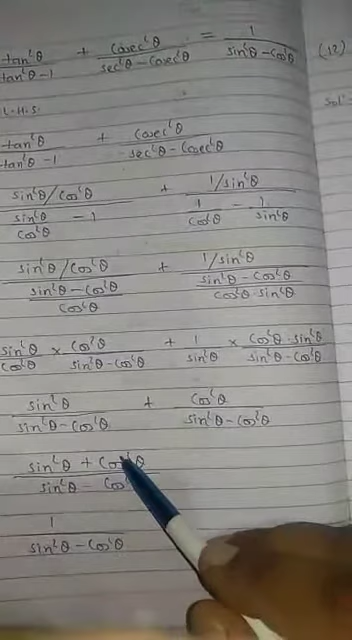 tan²θ/tan²θ-1 + cosec²θ/sec²θ-cosec²θ = 1/sin²θ-cos²θ (12)
L.H.S. Sol
tan²θ/tan²θ-1 + cosec²θ/sec²θ-cosec²θ
sin²θ/cos²θ / sin²θ/cos²θ - 1 + 1/sin²θ / 1/cos²θ - 1/sin²θ
sin²θ/cos²θ / sin²θ-cos²θ/cos²θ + 1/sin²θ / sin²θ-cos²θ/cos²θ·sin²θ
sin²θ/cos²θ × cos²θ/sin²θ-cos²θ + 1/sin²θ × cos²θ·sin²θ/sin²θ-cos²θ
sin²θ/sin²θ-cos²θ + cos²θ/sin²θ-cos²θ
sin²θ+cos²θ/sin²θ-cos
1/sin²θ-cos²θ